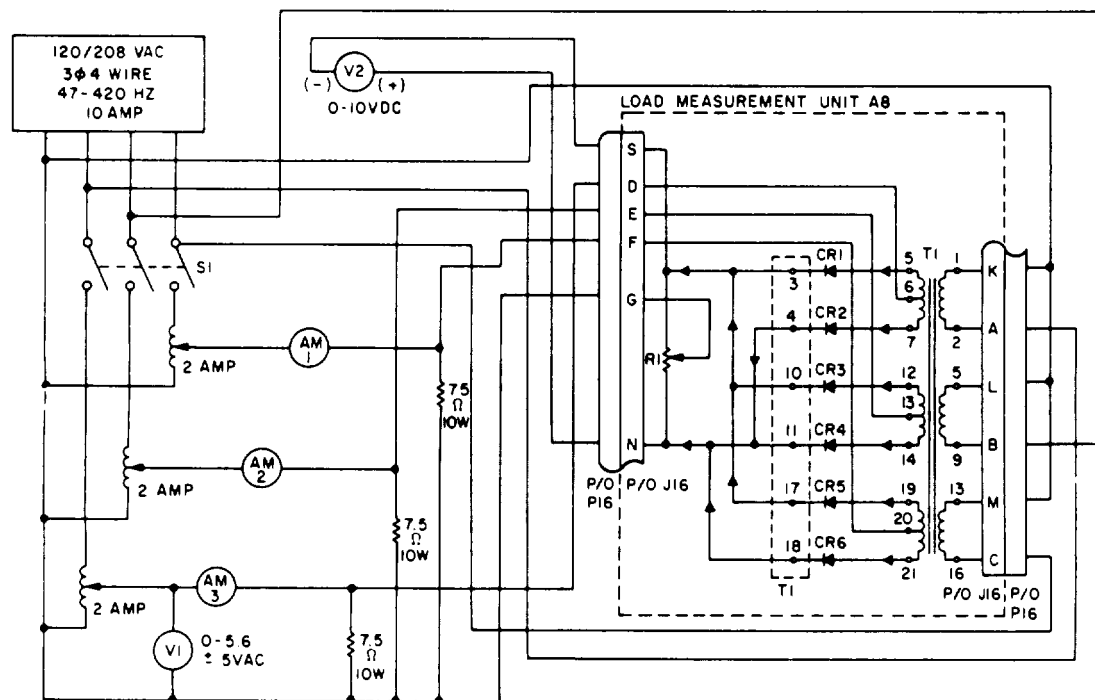 120/208 VAC
3ϕ4 WIRE
47-420 HZ
10 AMP
V2
(-) (+)
0-10VDC
LOAD MEASUREMENT UNIT A8
S
D
E
F
G
N
S1
AM
1
2 AMP
75
Ω
10W
AM
2
2 AMP
7.5
Ω
10W
AM
3
2 AMP
V1
0-5.6
± 5VAC
7.5
Ω
10W
P/O
P16
P/O J16
R1
3
4
10
11
17
18
T1
CR1
CR2
CR3
CR4
CR5
CR6
5
6
7
12
13
14
19
20
21
T1
1
2
5
9
13
16
K
A
L
B
M
C
P/O J16
P/O
P16